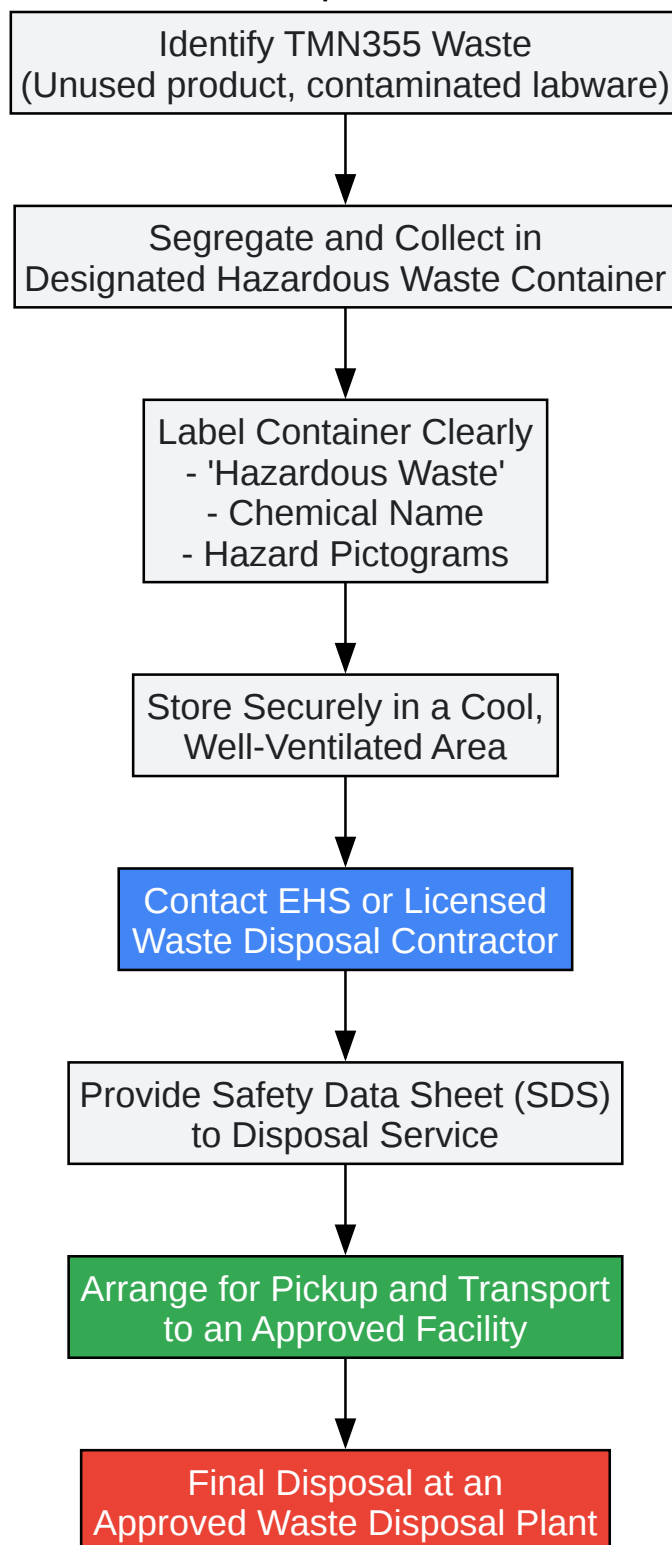 Identify TMN355 Waste
(Unused product, contaminated labware)
Segregate and Collect in
Designated Hazardous Waste Container
Label Container Clearly
- 'Hazardous Waste'
- Chemical Name
- Hazard Pictograms
Store Securely in a Cool,
Well-Ventilated Area
Contact EHS or Licensed
Waste Disposal Contractor
Provide Safety Data Sheet (SDS)
to Disposal Service
Arrange for Pickup and Transport
to an Approved Facility
Final Disposal at an
Approved Waste Disposal Plant